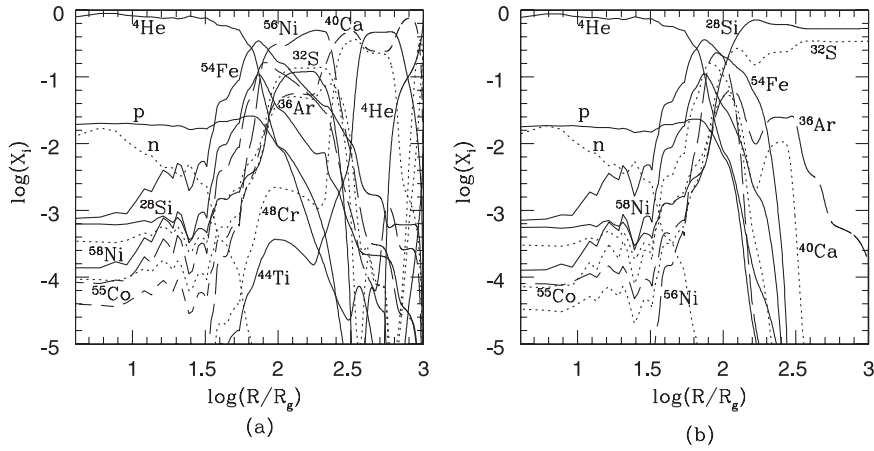 0
-1
-2
-3
-4
-5
log(Xᵢ)
⁴He
⁵⁶Ni
⁴⁰Ca
⁵⁴Fe
³²S
³⁶Ar
⁴He
p
n
²⁸Si
⁴⁸Cr
⁵⁸Ni
⁴⁴Ti
⁵⁵Co
1
1.5
2
2.5
3
log(R/R_g)
(a)
0
-1
-2
-3
-4
-5
log(Xᵢ)
⁴He
²⁸Si
³²S
⁵⁴Fe
³⁶Ar
p
n
⁵⁸Ni
⁴⁰Ca
⁵⁵Co
⁵⁶Ni
1
1.5
2
2.5
3
log(R/R_g)
(b)